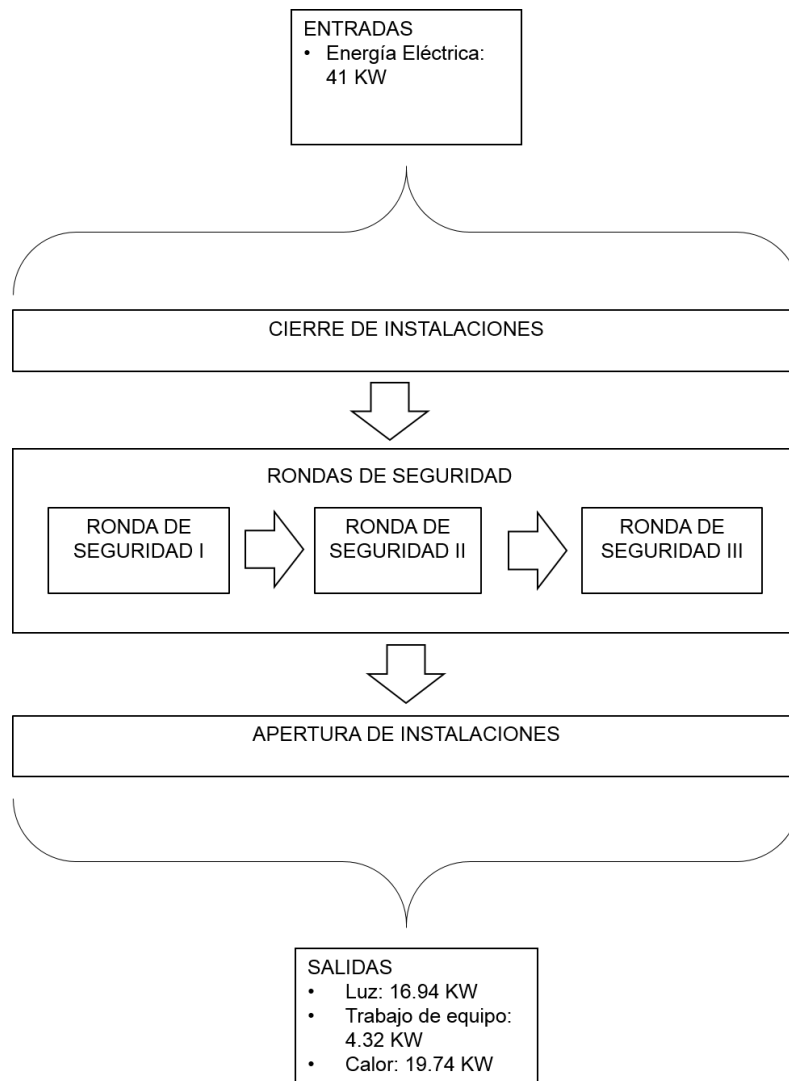 ENTRADAS
• Energía Eléctrica:
41 KW
CIERRE DE INSTALACIONES
RONDAS DE SEGURIDAD
RONDA DE
SEGURIDAD I
RONDA DE
SEGURIDAD II
RONDA DE
SEGURIDAD III
APERTURA DE INSTALACIONES
SALIDAS
• Luz: 16.94 KW
• Trabajo de equipo:
4.32 KW
• Calor: 19.74 KW